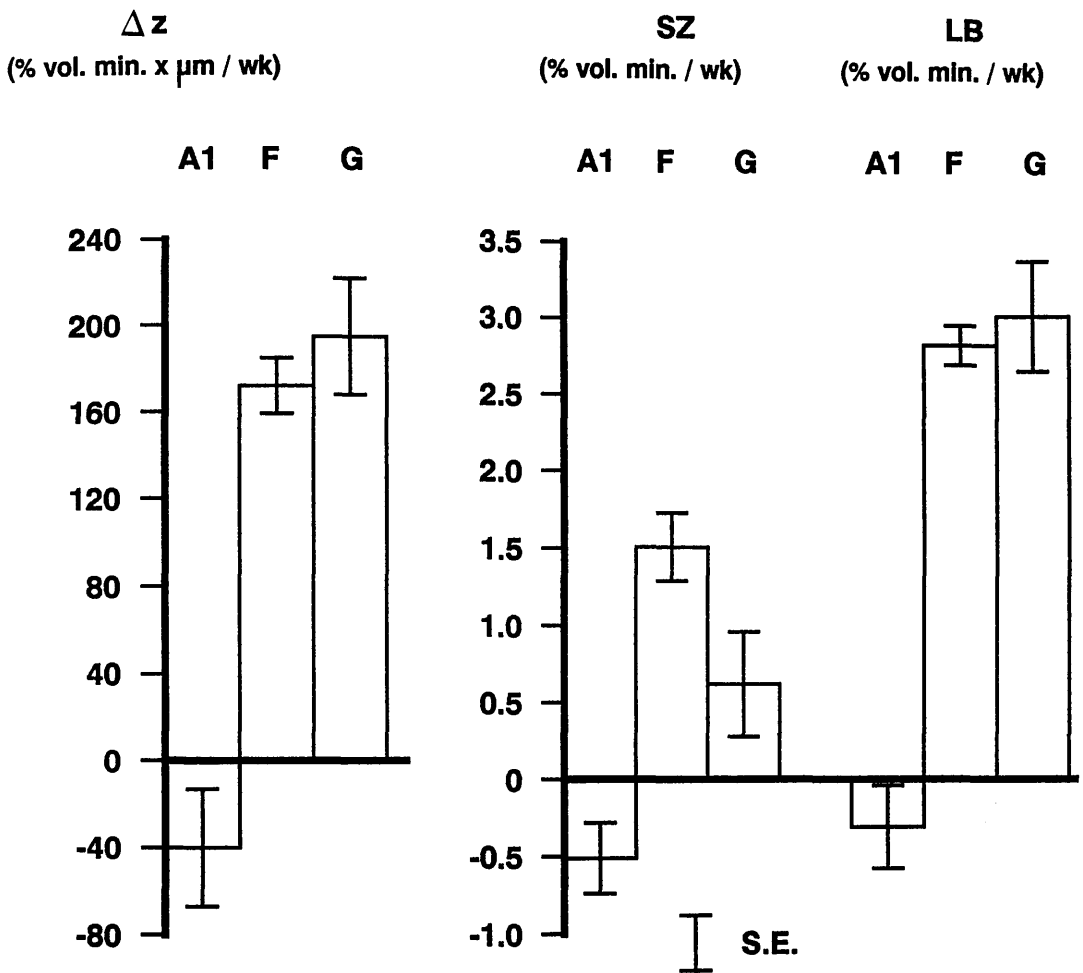 Δ z SZ LB
(% vol. min. x µm / wk) (% vol. min. / wk) (% vol. min. / wk)
A1 F G A1 F G A1 F G
240 3.5
200 3.0
160 2.5
120 2.0
80 1.5
40 1.0
0 0.5
-40 0
-80 -0.5
-1.0
S.E.